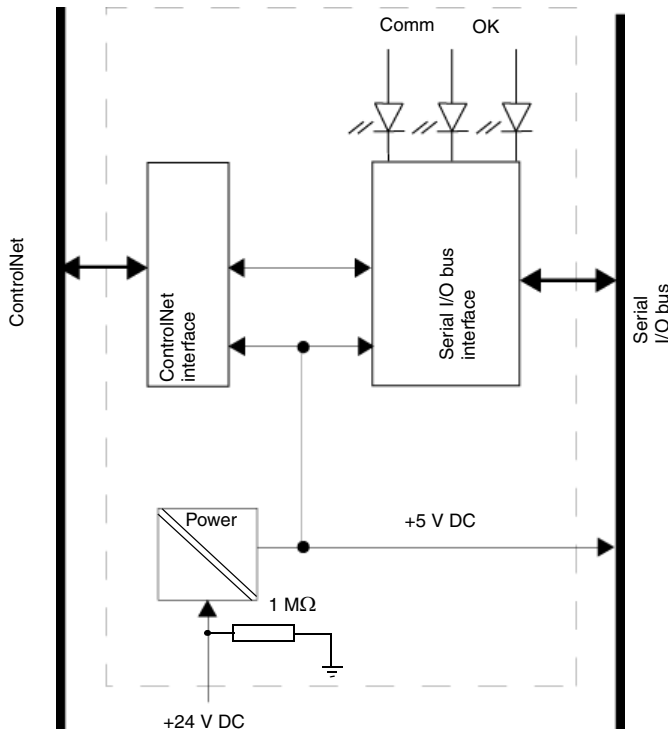 Comm OK
ControlNet
ControlNet
interface
Serial I/O bus
interface
Serial
I/O bus
Power
+5 V DC
1 MΩ
+24 V DC